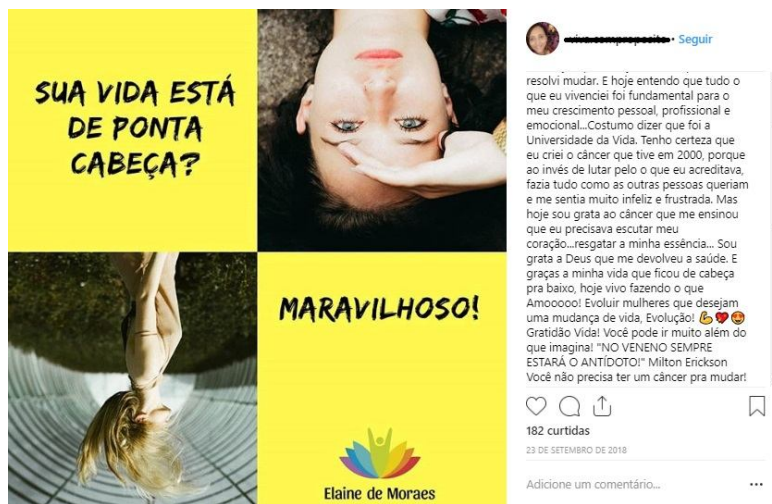 SUA VIDA ESTÁ
DE PONTA
CABEÇA?
MARAVILHOSO!
Elaine de Moraes
• Seguir
resolvi mudar. E hoje entendo que tudo o
que eu vivenciei foi fundamental para o
meu crescimento pessoal, profissional e
emocional...Costumo dizer que foi a
Universidade da Vida. Tenho certeza que
eu criei o câncer que tive em 2000, porque
ao invés de lutar pelo o que eu acreditava,
fazia tudo como as outras pessoas queriam
e me sentia muito infeliz e frustrada. Mas
hoje sou grata ao câncer que me ensinou
que eu precisava escutar meu
coração...resgatar a minha essência... Sou
grata a Deus que me devolveu a saúde. E
graças a minha vida que ficou de cabeça
pra baixo, hoje vivo fazendo o que
Amooooo! Evoluir mulheres que desejam
uma mudança de vida, Evolução! 💪💖😍
Gratidão Vida! Você pode ir muito além do
que imagina! "NO VENENO SEMPRE
ESTARÁ O ANTÍDOTO!" Milton Erickson
Você não precisa ter um câncer pra mudar!
182 curtidas
23 DE SETEMBRO DE 2018
Adicione um comentário...